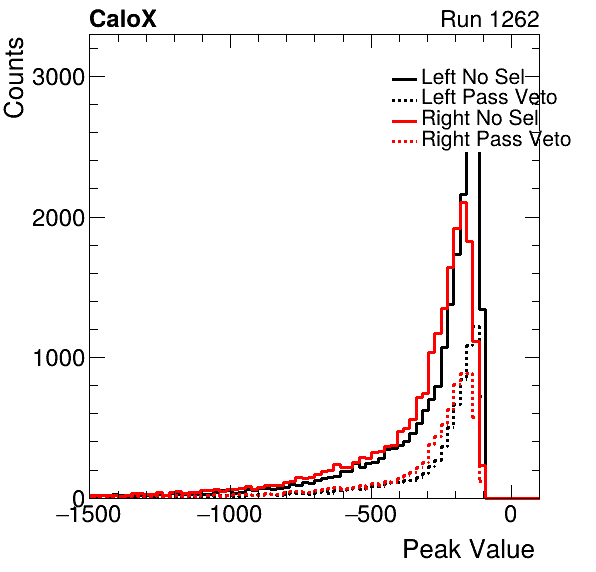 CaloX Run 1262
Counts
3000
2000
1000
0
Left No Sel
Left Pass Veto
Right No Sel
Right Pass Veto
−1500 −1000 −500 0
Peak Value